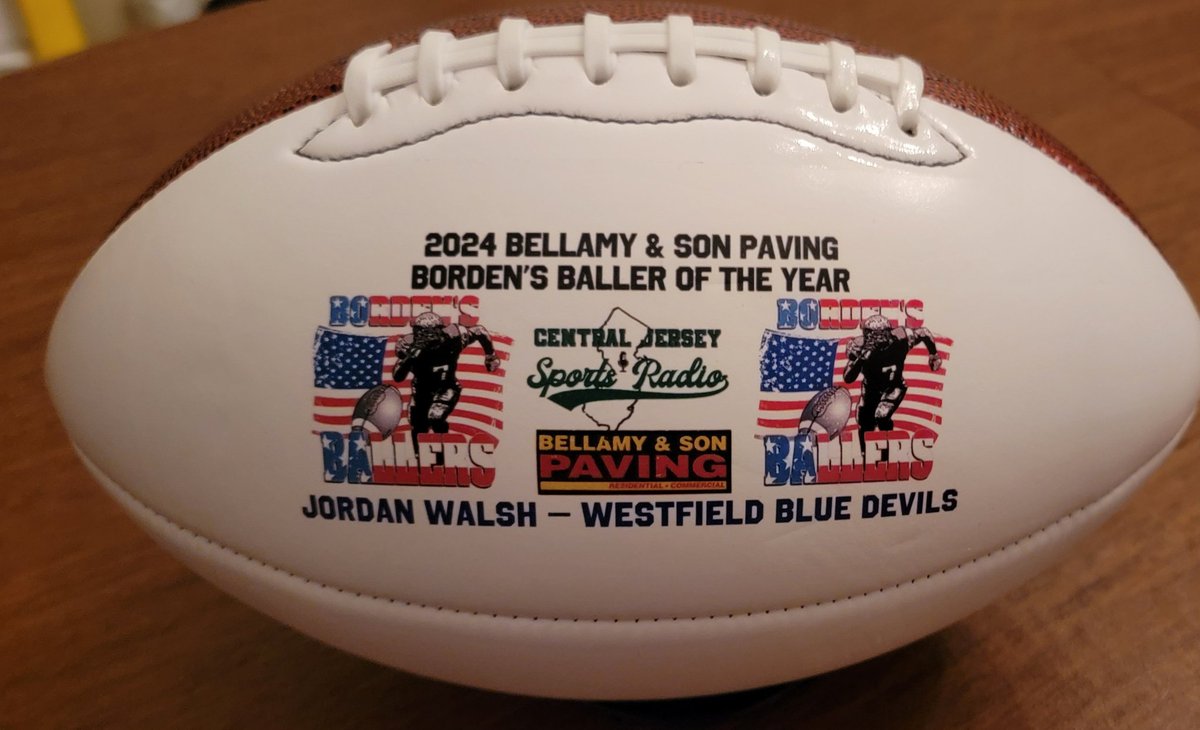 2024 BELLAMY & SON PAVING
BORDEN'S BALLER OF THE YEAR
BORDEN'S
BALLERS
CENTRAL JERSEY
Sports Radio
BELLAMY & SON
PAVING
RESIDENTIAL • COMMERCIAL
BORDEN'S
BALLERS
JORDAN WALSH — WESTFIELD BLUE DEVILS